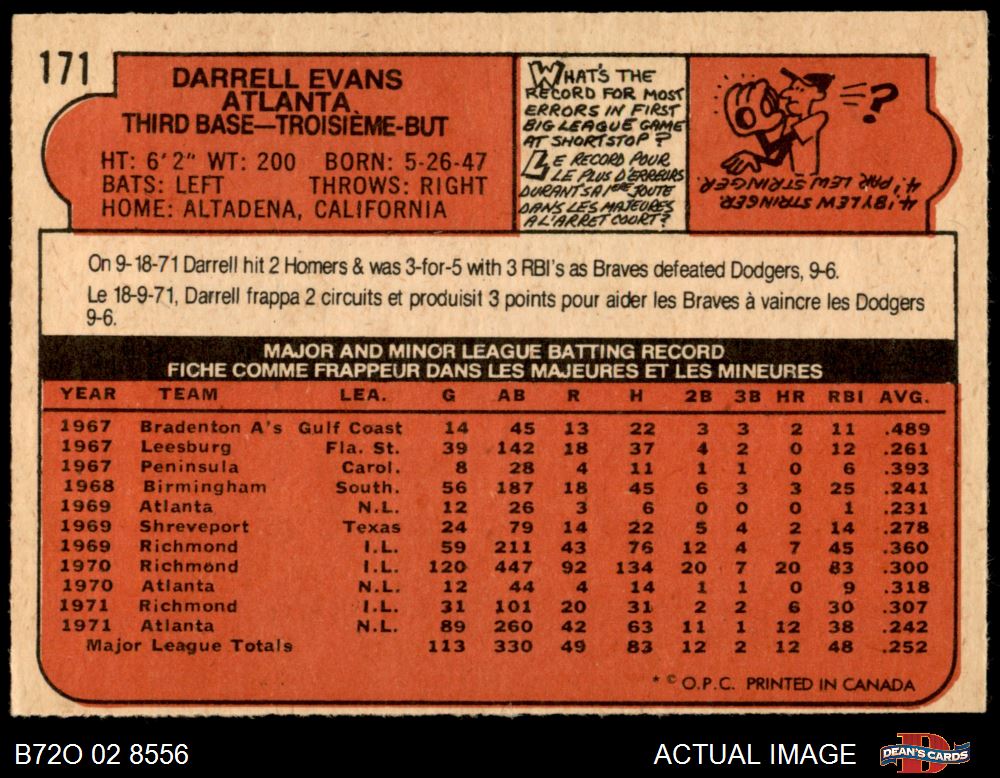 171
DARRELL EVANS
ATLANTA
THIRD BASE—TROISIÈME-BUT
HT: 6'2" WT: 200 BORN: 5-26-47
BATS: LEFT THROWS: RIGHT
HOME: ALTADENA, CALIFORNIA
WHAT'S THE
RECORD FOR MOST
ERRORS IN FIRST
BIG LEAGUE GAME
AT SHORTSTOP?
LE RECORD POUR
LE PLUS D'ERREURS
DURANT SA 1ERE JOUTE
DANS LES MAJEURES
A L'ARRET COURT?
?
4, BY LEW STRINGER.
4, PAR LEW STRINGER.
On 9-18-71 Darrell hit 2 Homers & was 3-for-5 with 3 RBI's as Braves defeated Dodgers, 9-6.
Le 18-9-71, Darrell frappa 2 circuits et produisit 3 points pour aider les Braves à vaincre les Dodgers
9-6.
MAJOR AND MINOR LEAGUE BATTING RECORD
FICHE COMME FRAPPEUR DANS LES MAJEURES ET LES MINEURES
YEAR TEAM LEA. G AB R H 2B 3B HR RBI AVG.
1967 Bradenton A's Gulf Coast 14 45 13 22 3 3 2 11 .489
1967 Leesburg Fla. St. 39 142 18 37 4 2 0 12 .261
1967 Peninsula Carol. 8 28 4 11 1 1 0 6 .393
1968 Birmingham South. 56 187 18 45 6 3 3 25 .241
1969 Atlanta N.L. 12 26 3 6 0 0 0 1 .231
1969 Shreveport Texas 24 79 14 22 5 4 2 14 .278
1969 Richmond I.L. 59 211 43 76 12 4 7 45 .360
1970 Richmond I.L. 120 447 92 134 20 7 20 83 .300
1970 Atlanta N.L. 12 44 4 14 1 1 0 9 .318
1971 Richmond I.L. 31 101 20 31 2 2 6 30 .307
1971 Atlanta N.L. 89 260 42 63 11 1 12 38 .242
Major League Totals 113 330 49 83 12 2 12 48 .252
* © O.P.C. PRINTED IN CANADA
B72O 02 8556
ACTUAL IMAGE
D
DEAN'S CARDS